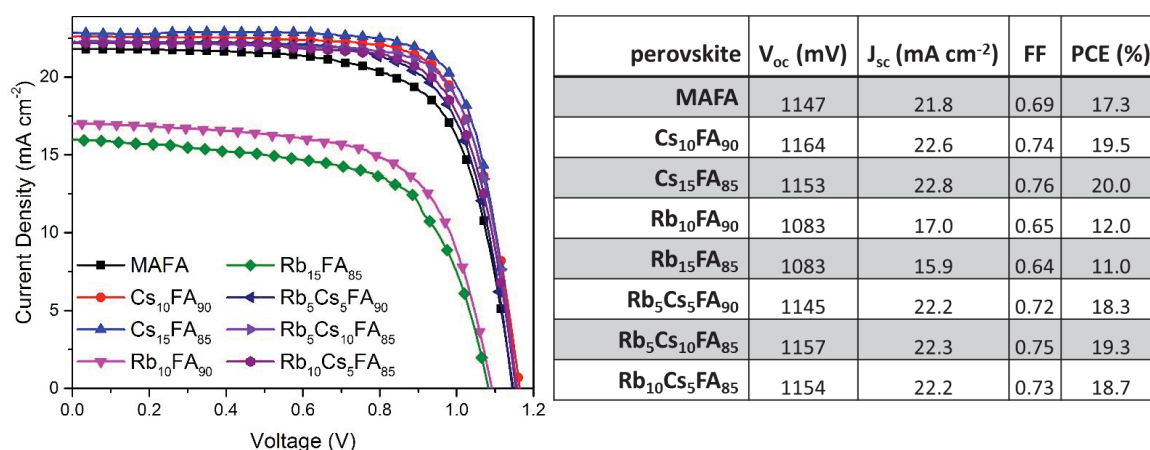 Current Density (mA cm⁻²)
20
15
10
5
0
0.0 0.2 0.4 0.6 0.8 1.0 1.2
Voltage (V)
MAFA
Cs₁₀FA₉₀
Cs₁₅FA₈₅
Rb₁₀FA₉₀
Rb₁₅FA₈₅
Rb₅Cs₅FA₉₀
Rb₅Cs₁₀FA₈₅
Rb₁₀Cs₅FA₈₅
perovskite V_oc (mV) J_sc (mA cm⁻²) FF PCE (%)
MAFA 1147 21.8 0.69 17.3
Cs₁₀FA₉₀ 1164 22.6 0.74 19.5
Cs₁₅FA₈₅ 1153 22.8 0.76 20.0
Rb₁₀FA₉₀ 1083 17.0 0.65 12.0
Rb₁₅FA₈₅ 1083 15.9 0.64 11.0
Rb₅Cs₅FA₉₀ 1145 22.2 0.72 18.3
Rb₅Cs₁₀FA₈₅ 1157 22.3 0.75 19.3
Rb₁₀Cs₅FA₈₅ 1154 22.2 0.73 18.7